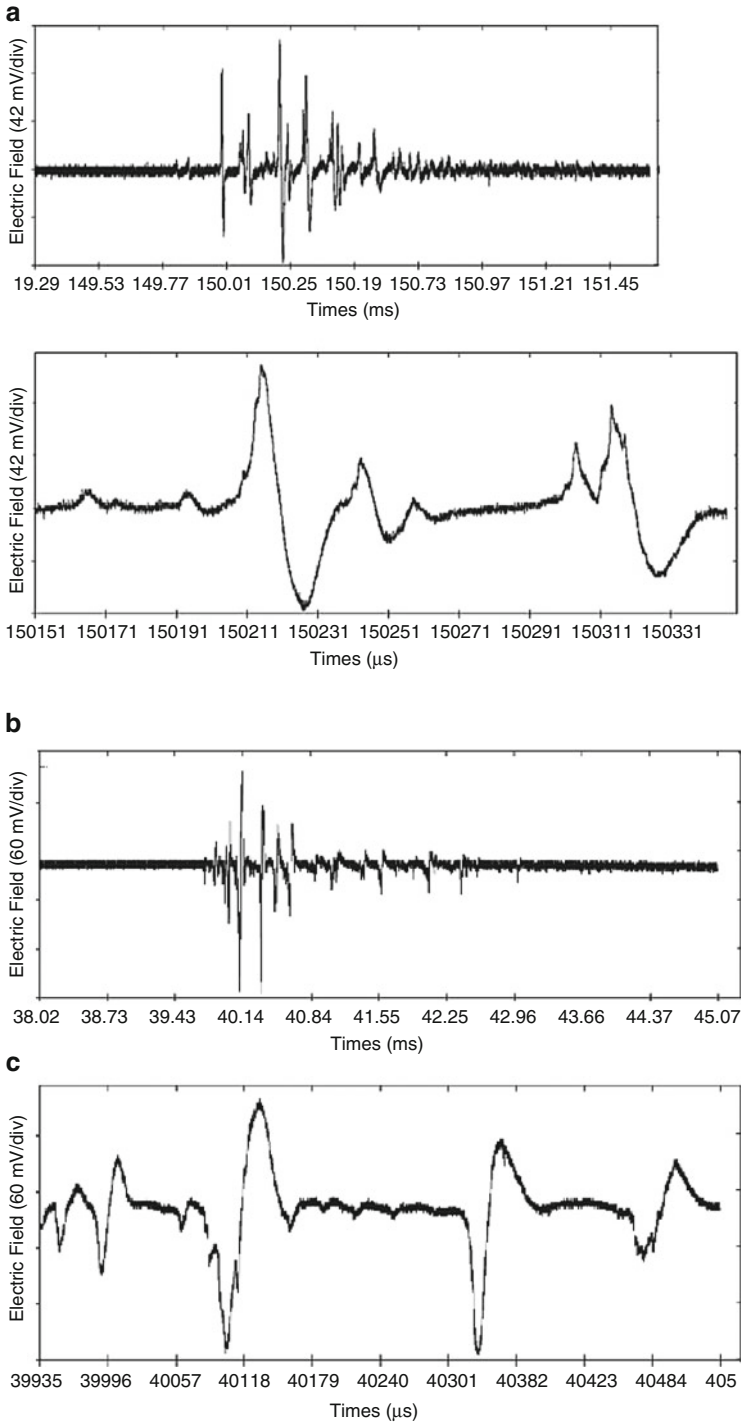 a
Electric Field (42 mV/div)
19.29 149.53 149.77 150.01 150.25 150.19 150.73 150.97 151.21 151.45
Times (ms)
Electric Field (42 mV/div)
150151 150171 150191 150211 150231 150251 150271 150291 150311 150331
Times (μs)
b
Electric Field (60 mV/div)
38.02 38.73 39.43 40.14 40.84 41.55 42.25 42.96 43.66 44.37 45.07
Times (ms)
c
Electric Field (60 mV/div)
39935 39996 40057 40118 40179 40240 40301 40382 40423 40484 405
Times (μs)